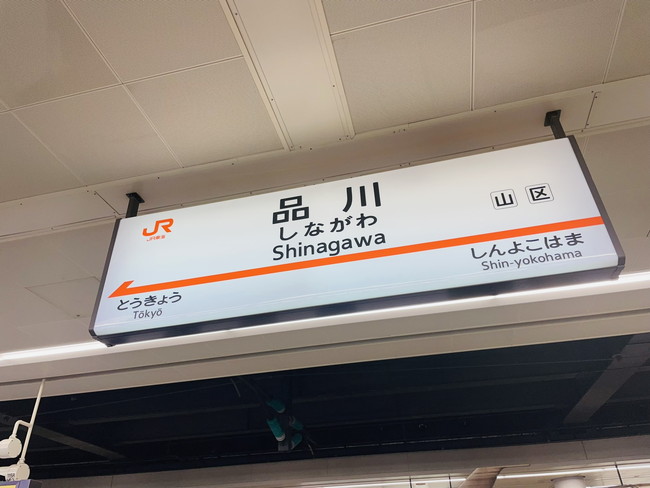 JR
JR東海
品川
しながわ
Shinagawa
山 区
とうきょう
Tōkyō
しんよこはま
Shin-yokohama